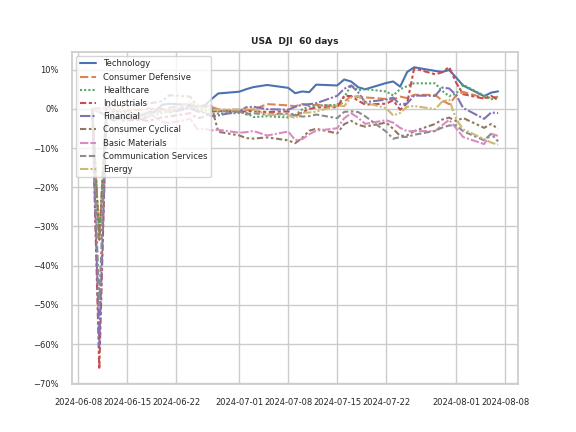 USA DJI 60 days
10%
0%
−10%
−20%
−30%
−40%
−50%
−60%
−70%
Technology
Consumer Defensive
Healthcare
Industrials
Financial
Consumer Cyclical
Basic Materials
Communication Services
Energy
2024-06-08 2024-06-15 2024-06-22 2024-07-01 2024-07-08 2024-07-15 2024-07-22 2024-08-01 2024-08-08